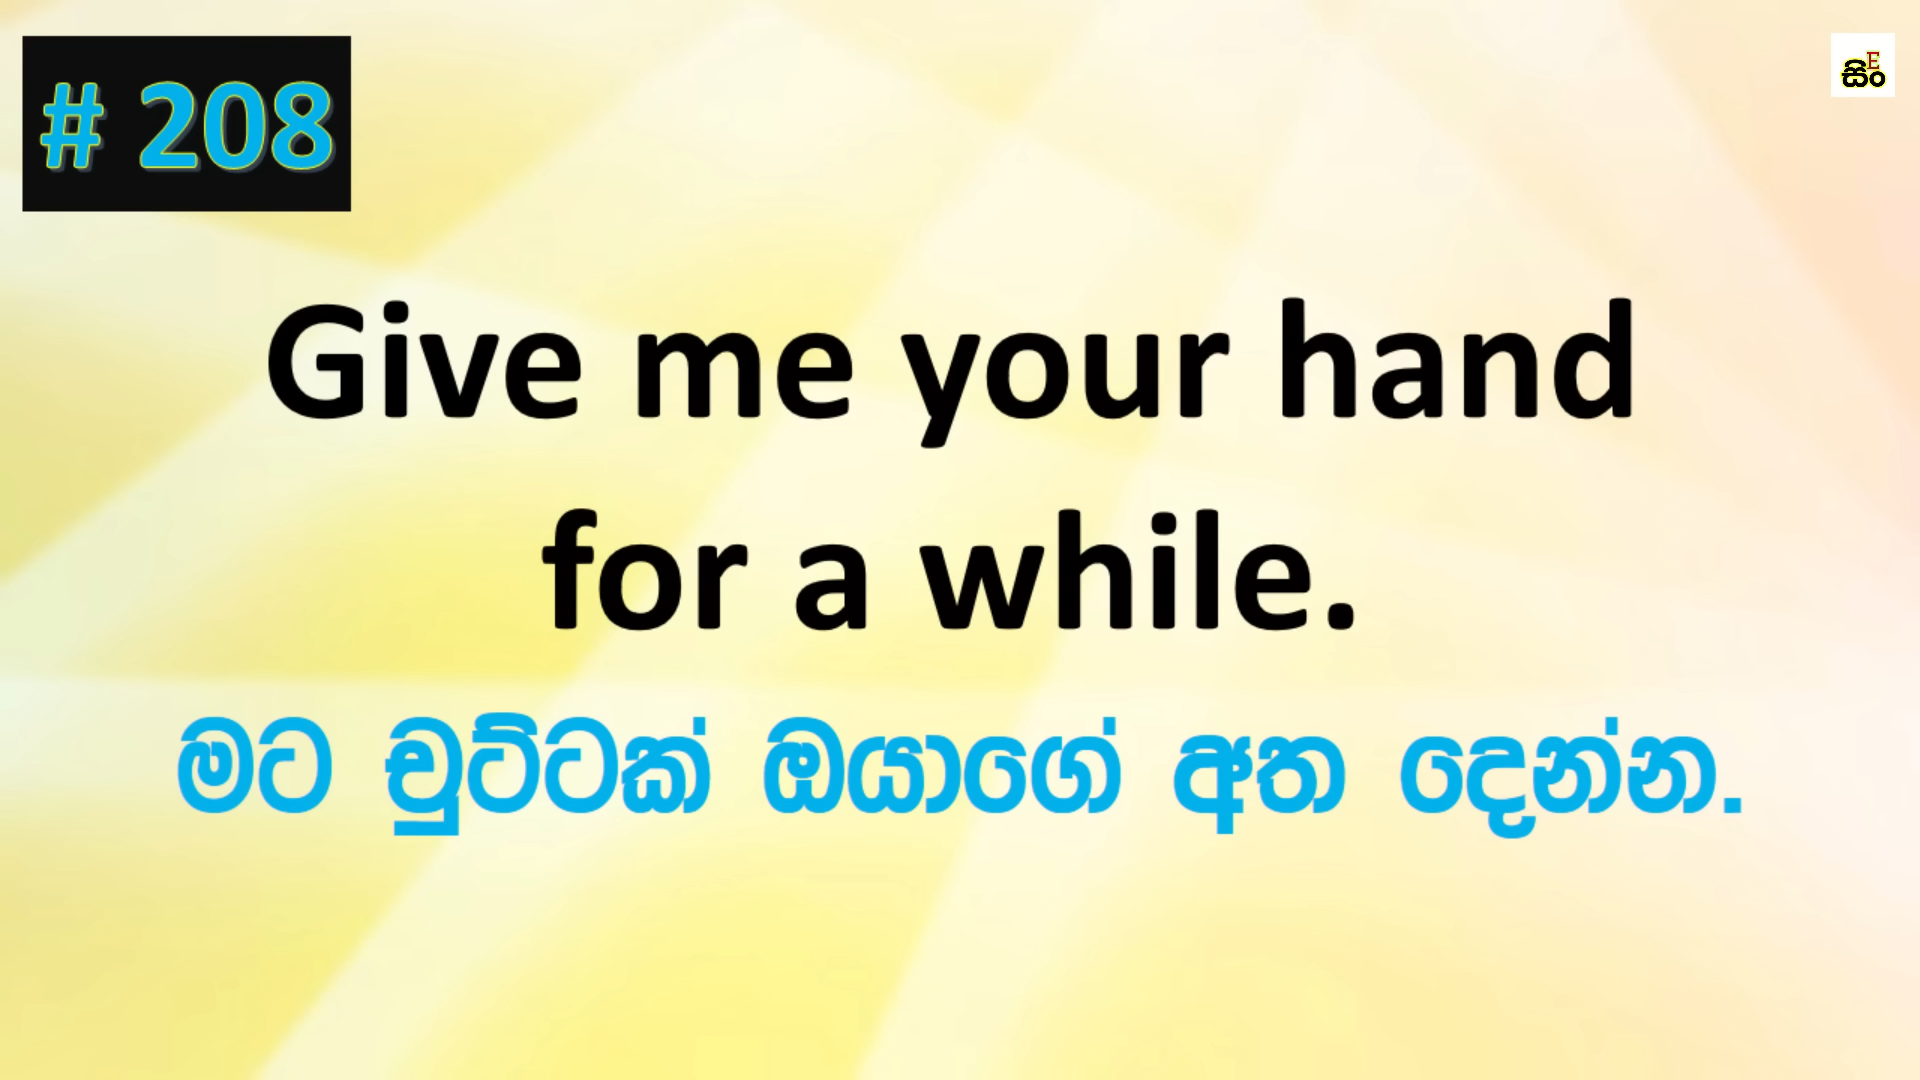 # 208
සිං
E
Give me your hand
for a while.
මට චුට්ටක් ඔයාගේ අත දෙන්න.